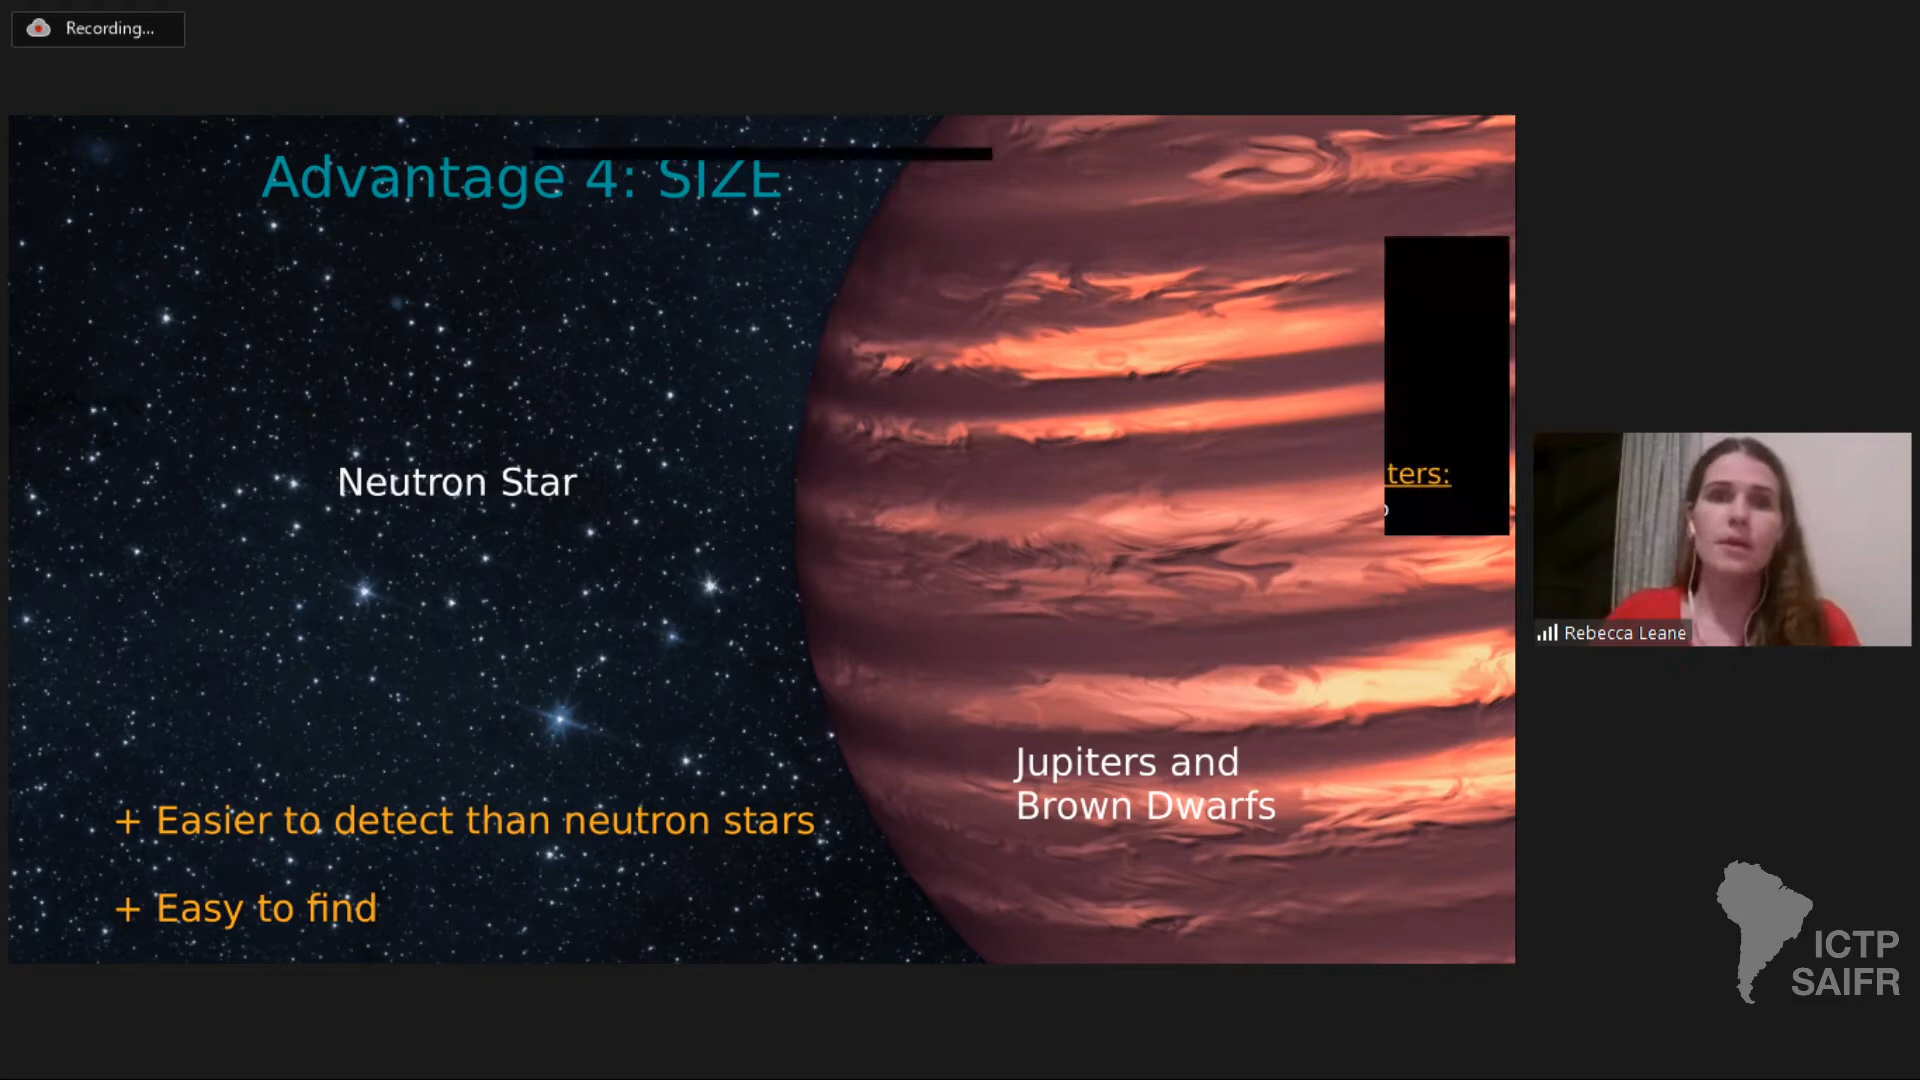 Recording...
Advantage 4: SIZE
Neutron Star
ters:
Jupiters and
Brown Dwarfs
+ Easier to detect than neutron stars
+ Easy to find
Rebecca Leane
ICTP
SAIFR